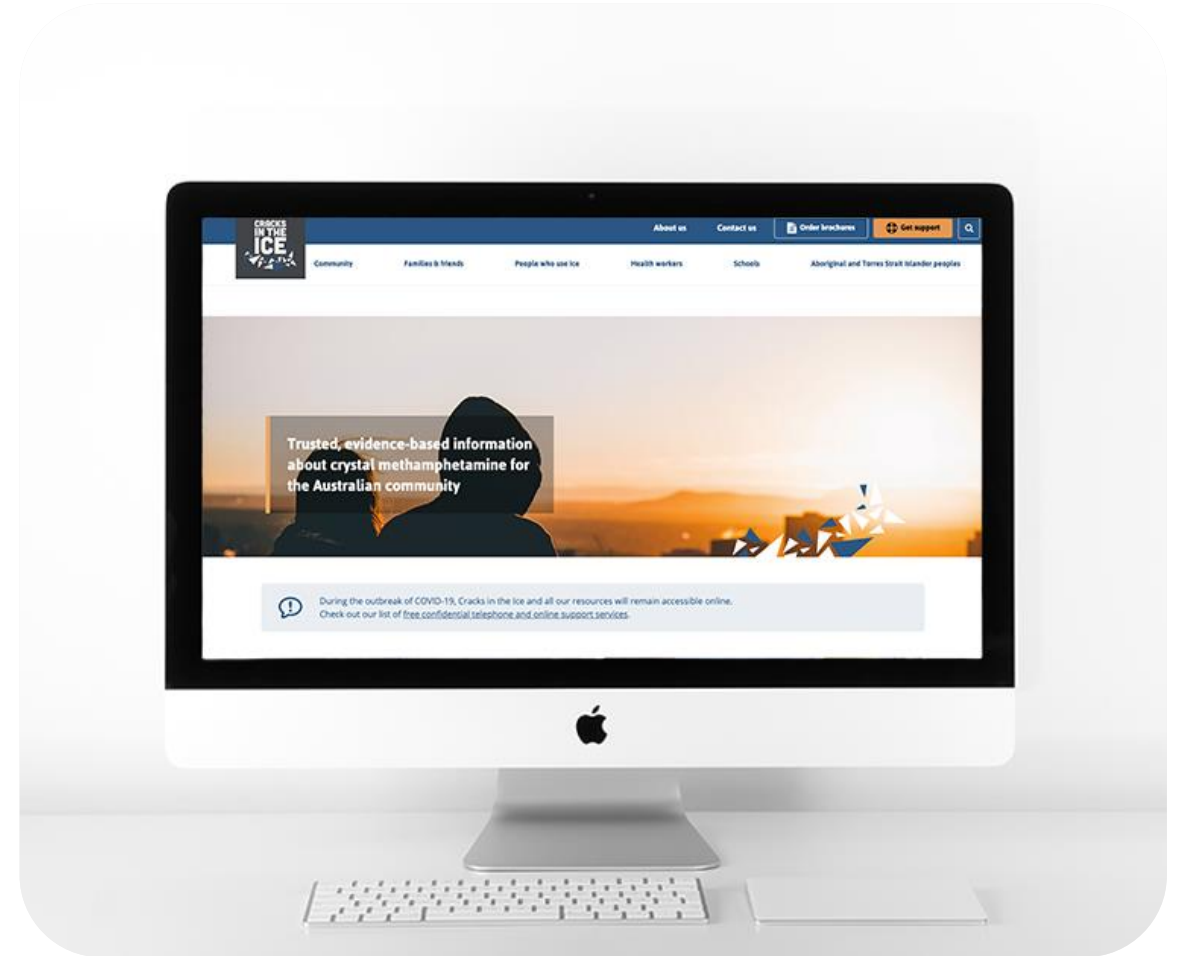 CRACKS
IN THE
ICE
About us
Contact us
Order brochures
Get support
Community
Families & friends
People who use ice
Health workers
Schools
Aboriginal and Torres Strait Islander peoples
Trusted, evidence-based information
about crystal methamphetamine for
the Australian community
During the outbreak of COVID-19, Cracks in the Ice and all our resources will remain accessible online.
Check out our list of free confidential telephone and online support services.